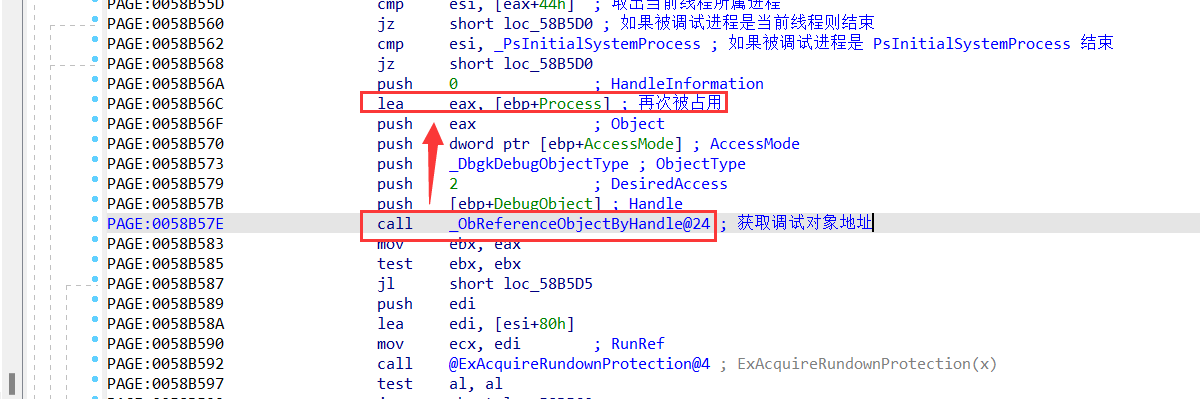 PAGE:0058B55D cmp esi, [eax+44h] ; 取出当前线程所属进程
PAGE:0058B560 jz short loc_58B5D0 ; 如果被调试进程是当前线程则结束
PAGE:0058B562 cmp esi, _PsInitialSystemProcess ; 如果被调试进程是 PsInitialSystemProcess 结束
PAGE:0058B568 jz short loc_58B5D0
PAGE:0058B56A push 0 ; HandleInformation
PAGE:0058B56C lea eax, [ebp+Process] ; 再次被占用
PAGE:0058B56F push eax ; Object
PAGE:0058B570 push dword ptr [ebp+AccessMode] ; AccessMode
PAGE:0058B573 push _DbgkDebugObjectType ; ObjectType
PAGE:0058B579 push 2 ; DesiredAccess
PAGE:0058B57B push [ebp+DebugObject] ; Handle
PAGE:0058B57E call _ObReferenceObjectByHandle@24 ; 获取调试对象地址
PAGE:0058B583 mov ebx, eax
PAGE:0058B585 test ebx, ebx
PAGE:0058B587 jl short loc_58B5D5
PAGE:0058B589 push edi
PAGE:0058B58A lea edi, [esi+80h]
PAGE:0058B590 mov ecx, edi ; RunRef
PAGE:0058B592 call @ExAcquireRundownProtection@4 ; ExAcquireRundownProtection(x)
PAGE:0058B597 test al, al